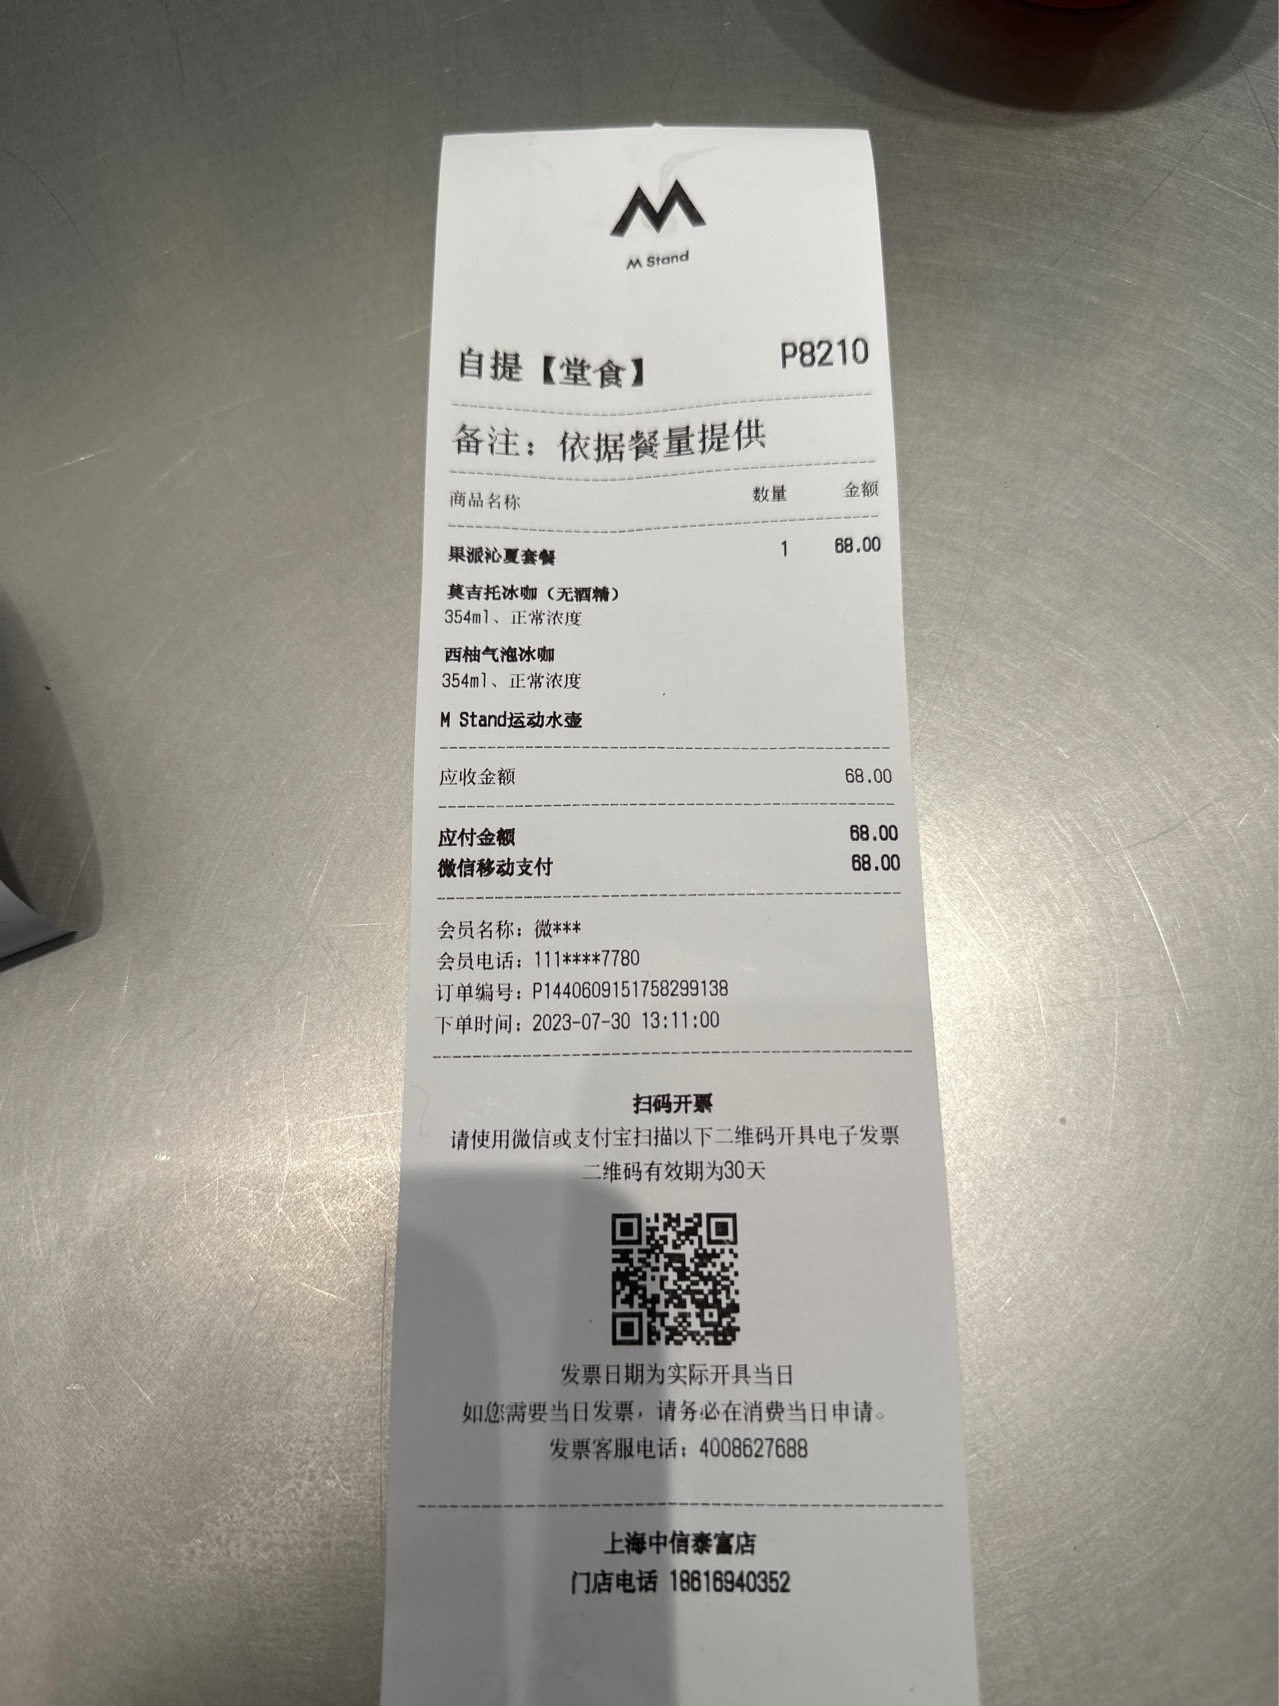 M Stand
自提【堂食】 P8210
备注：依据餐量提供
商品名称 数量 金额
果派沁夏套餐 1 68.00
莫吉托冰咖（无酒精）
354ml、正常浓度
西柚气泡冰咖
354ml、正常浓度
M Stand运动水壶
应收金额 68.00
应付金额 68.00
微信移动支付 68.00
会员名称：微***
会员电话：111****7780
订单编号：P1440609151758299138
下单时间：2023-07-30 13:11:00
扫码开票
请使用微信或支付宝扫描以下二维码开具电子发票
二维码有效期为30天
发票日期为实际开具当日
如您需要当日发票，请务必在消费当日申请。
发票客服电话：4008627688
上海中信泰富店
门店电话 18616940352